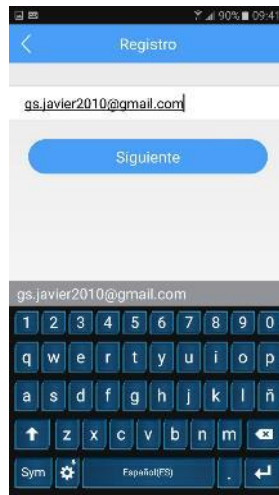 90% 09:41
Registro
gs.javier2010@gmail.com
Siguiente
gs.javier2010@gmail.com
1 2 3 4 5 6 7 8 9 0
q w e r t y u i o p
a s d f g h j k l ñ
z x c v b n m
Sym Español(ES) .